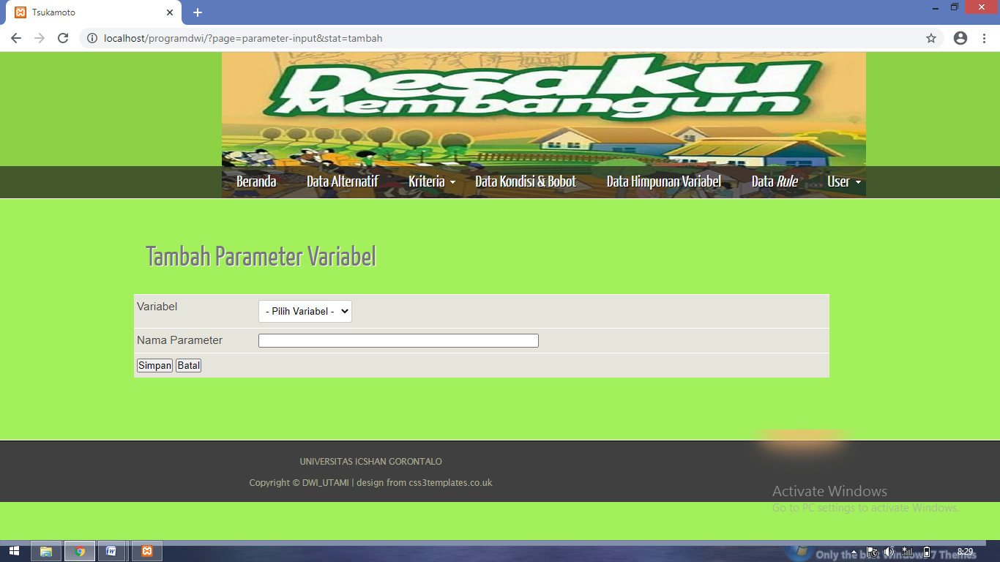 Tsukamoto
localhost/programdwi/?page=parameter-input&stat=tambah
Desaku
Membangun
Beranda Data Alternatif Kriteria Data Kondisi & Bobot Data Himpunan Variabel Data Rule User
Tambah Parameter Variabel
Variabel - Pilih Variabel -
Nama Parameter
Simpan Batal
UNIVERSITAS ICSHAN GORONTALO
Copyright © DWI_UTAMI | design from css3templates.co.uk
Activate Windows
Go to PC settings to activate Windows.
8:29
Only the best Windows 7 Themes